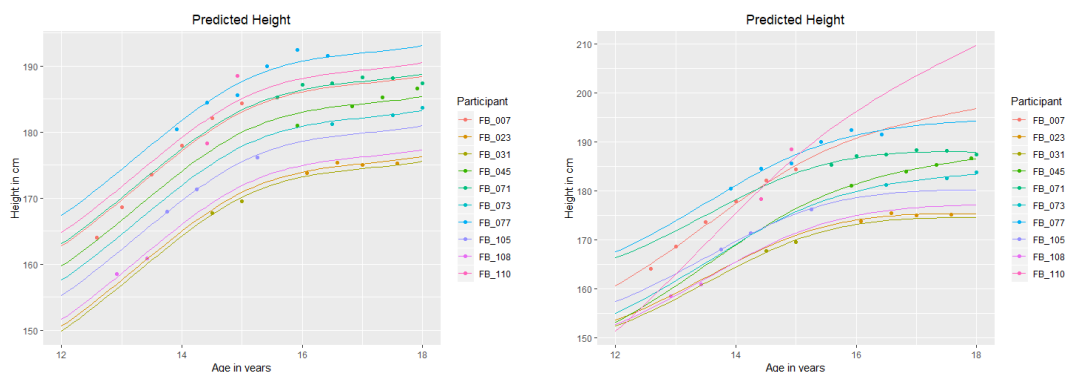 Predicted Height
Height in cm
190
180
170
160
150
12
14
16
18
Age in years
Participant
FB_007
FB_023
FB_031
FB_045
FB_071
FB_073
FB_077
FB_105
FB_108
FB_110
Predicted Height
Height in cm
210
200
190
180
170
160
150
12
14
16
18
Age in years
Participant
FB_007
FB_023
FB_031
FB_045
FB_071
FB_073
FB_077
FB_105
FB_108
FB_110